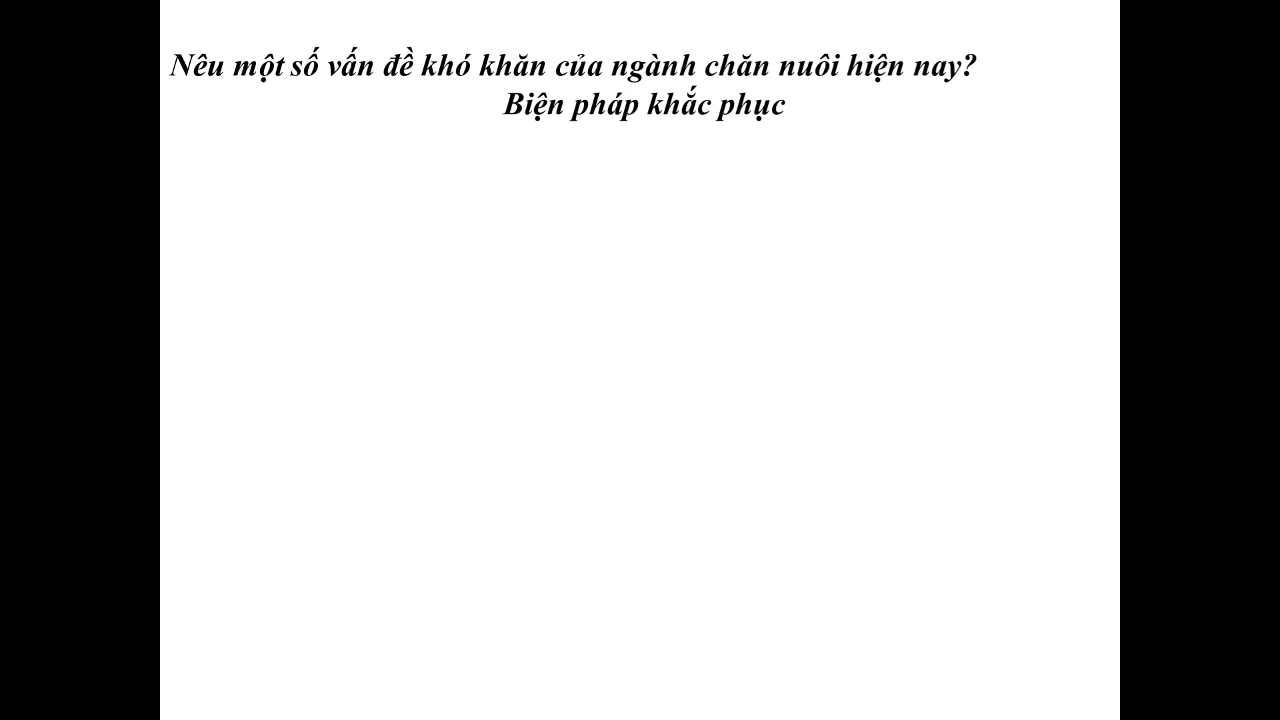 Nêu một số vấn đề khó khăn của ngành chăn nuôi hiện nay?
Biện pháp khắc phục